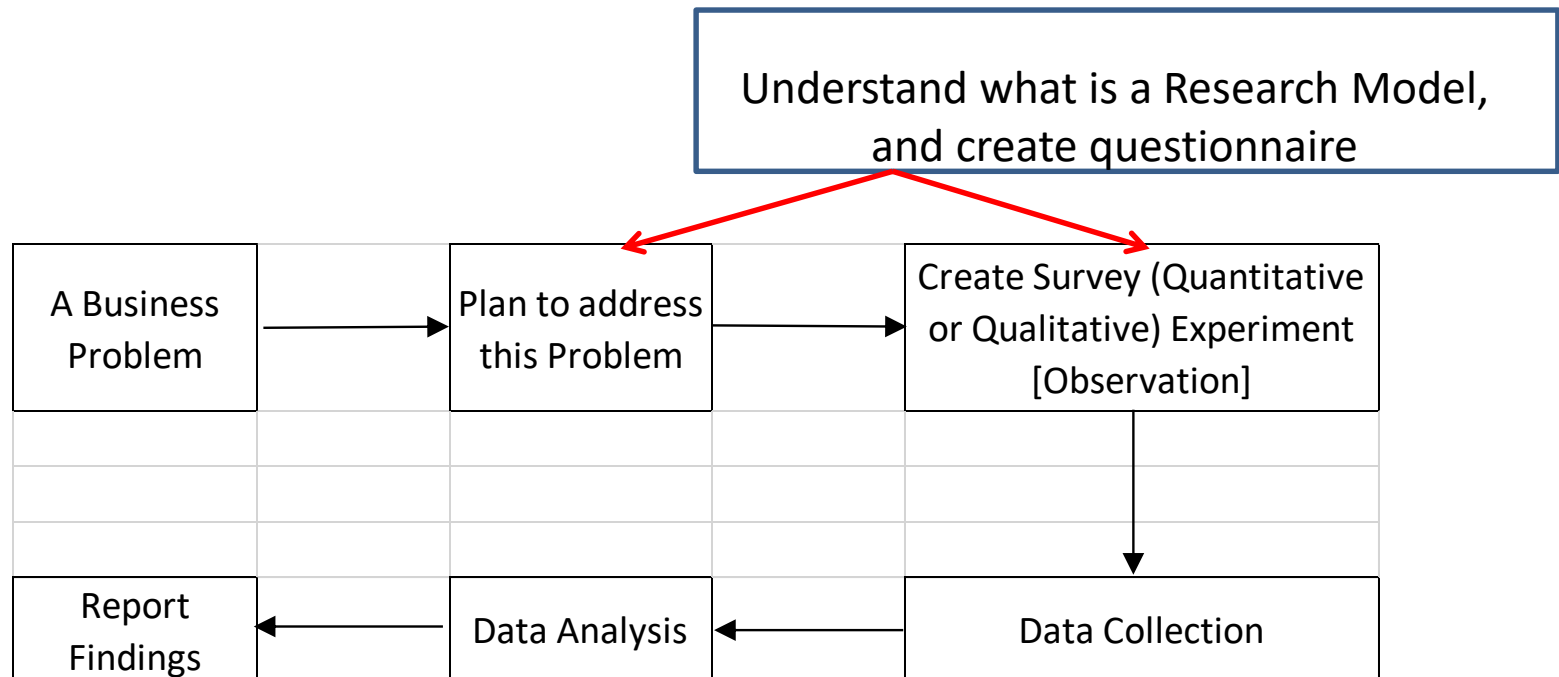 Understand what is a Research Model,
and create questionnaire
A Business
Problem
Plan to address
this Problem
Create Survey (Quantitative
or Qualitative) Experiment
[Observation]
Report
Findings
Data Analysis
Data Collection